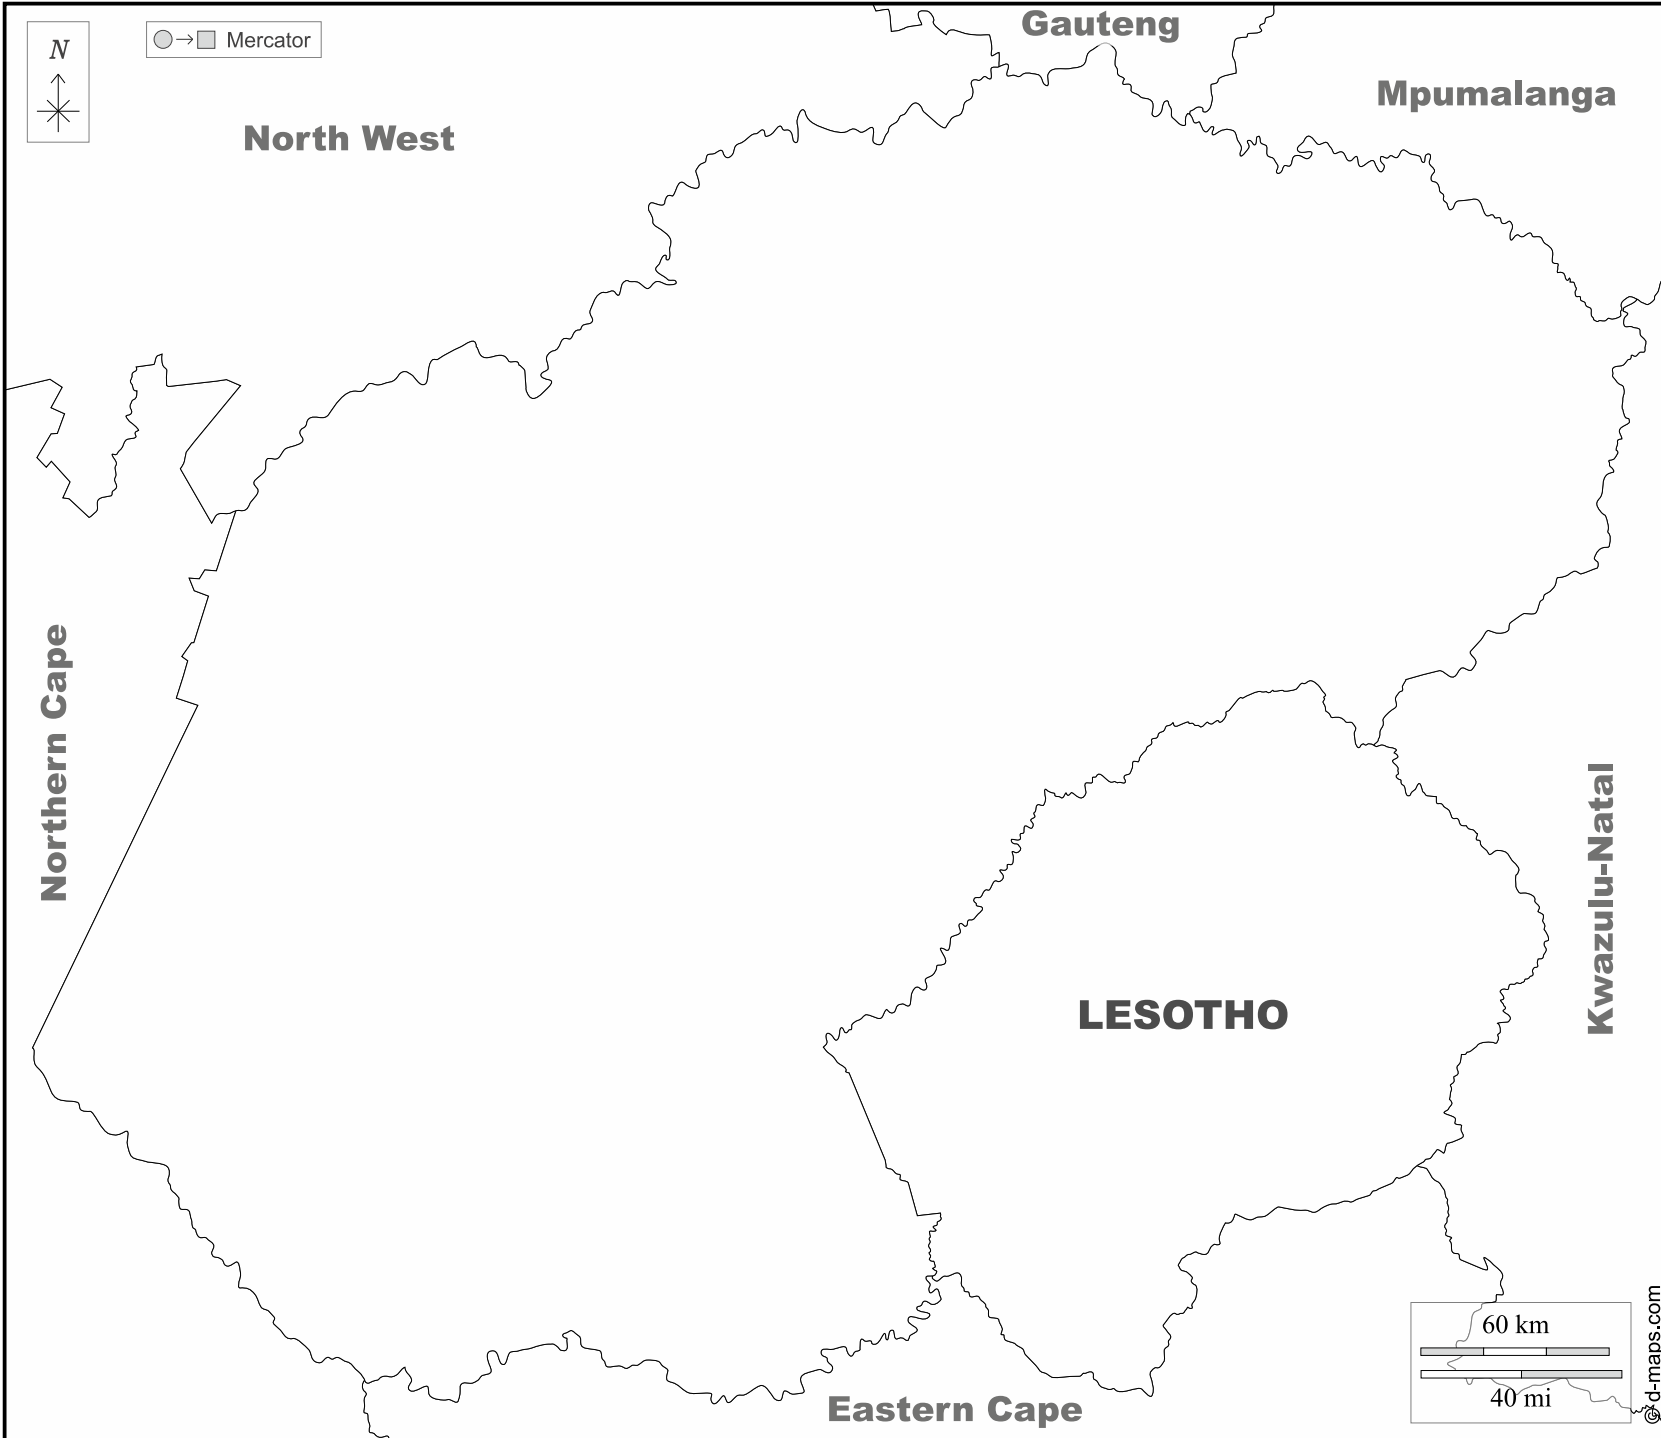 Gauteng
N
Mercator
Mpumalanga
North West
Northern Cape
Kwazulu-Natal
LESOTHO
60 km
40 mi
Eastern Cape
© d-maps.com